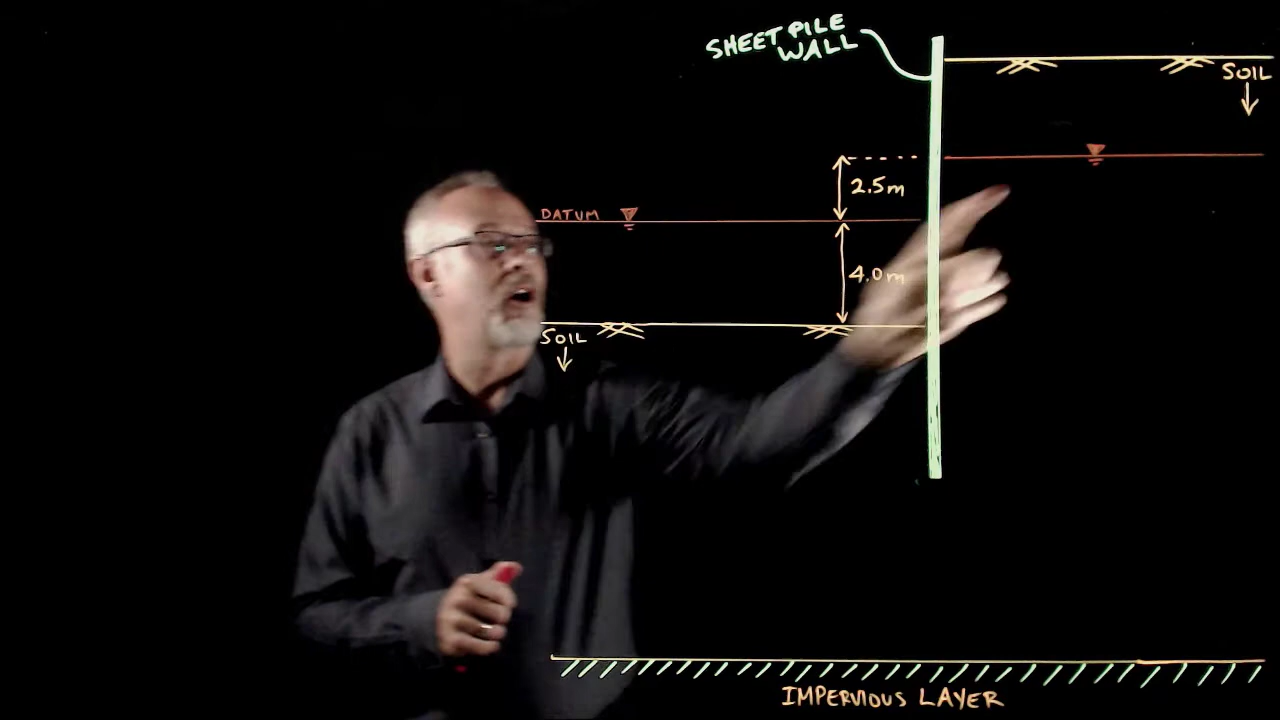 SHEET PILE
WALL
SOIL
2.5m
DATUM
4.0m
SOIL
IMPERVIOUS LAYER